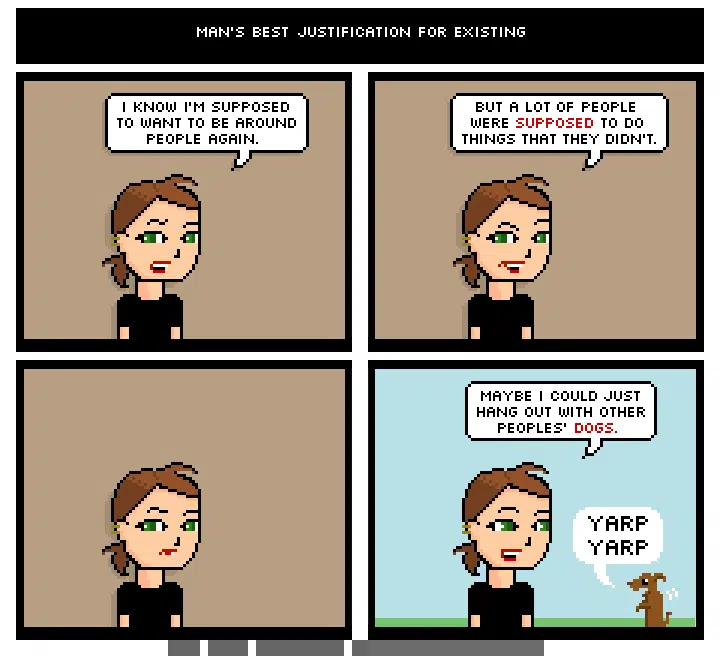 MAN'S BEST JUSTIFICATION FOR EXISTING
I KNOW I'M SUPPOSED
TO WANT TO BE AROUND
PEOPLE AGAIN.
BUT A LOT OF PEOPLE
WERE SUPPOSED TO DO
THINGS THAT THEY DIDN'T.
MAYBE I COULD JUST
HANG OUT WITH OTHER
PEOPLES' DOGS.
YARP
YARP